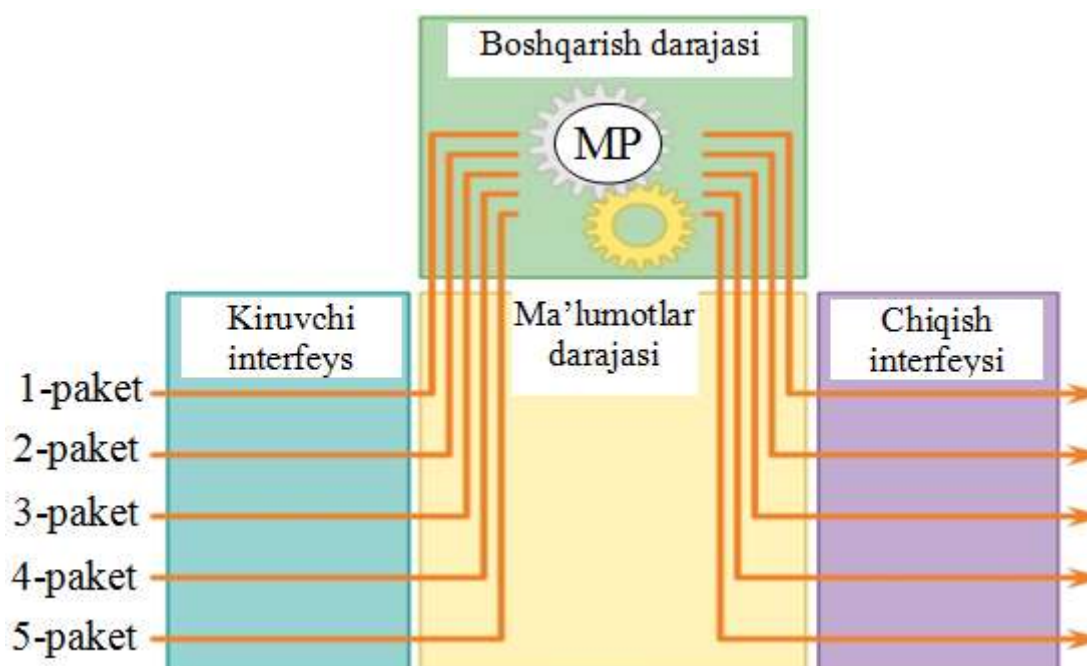 Boshqarish darajasi
MP
Kiruvchi
interfeys
Ma’lumotlar
darajasi
Chiqish
interfeysi
1-paket
2-paket
3-paket
4-paket
5-paket